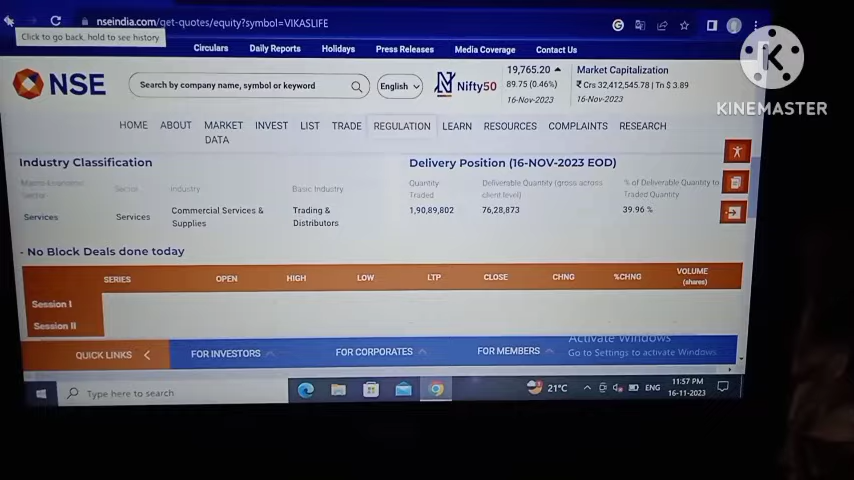 nseindia.com/get-quotes/equity?symbol=VIKASLIFE
Click to go back, hold to see history
Circulars Daily Reports Holidays Press Releases Media Coverage Contact Us
NSE
Search by company name, symbol or keyword
English
Nifty50
19,765.20
89.75 (0.46%)
16-Nov-2023
Market Capitalization
₹ Crs 32,412,545.78 | Tn $ 3.89
16-Nov-2023
KINEMASTER
HOME ABOUT MARKET DATA INVEST LIST TRADE REGULATION LEARN RESOURCES COMPLAINTS RESEARCH
Industry Classification
Macro-Economic Sector Sector Industry Basic Industry
Services Services Commercial Services & Supplies Trading & Distributors
Delivery Position (16-NOV-2023 EOD)
Quantity Traded Deliverable Quantity (gross across client level) % of Deliverable Quantity to Traded Quantity
1,90,89,802 76,28,873 39.96 %
- No Block Deals done today
SERIES OPEN HIGH LOW LTP CLOSE CHNG %CHNG VOLUME (shares)
Session I
Session II
QUICK LINKS FOR INVESTORS FOR CORPORATES FOR MEMBERS
Activate Windows
Go to Settings to activate Windows.
Type here to search
21°C
ENG
11:57 PM
16-11-2023